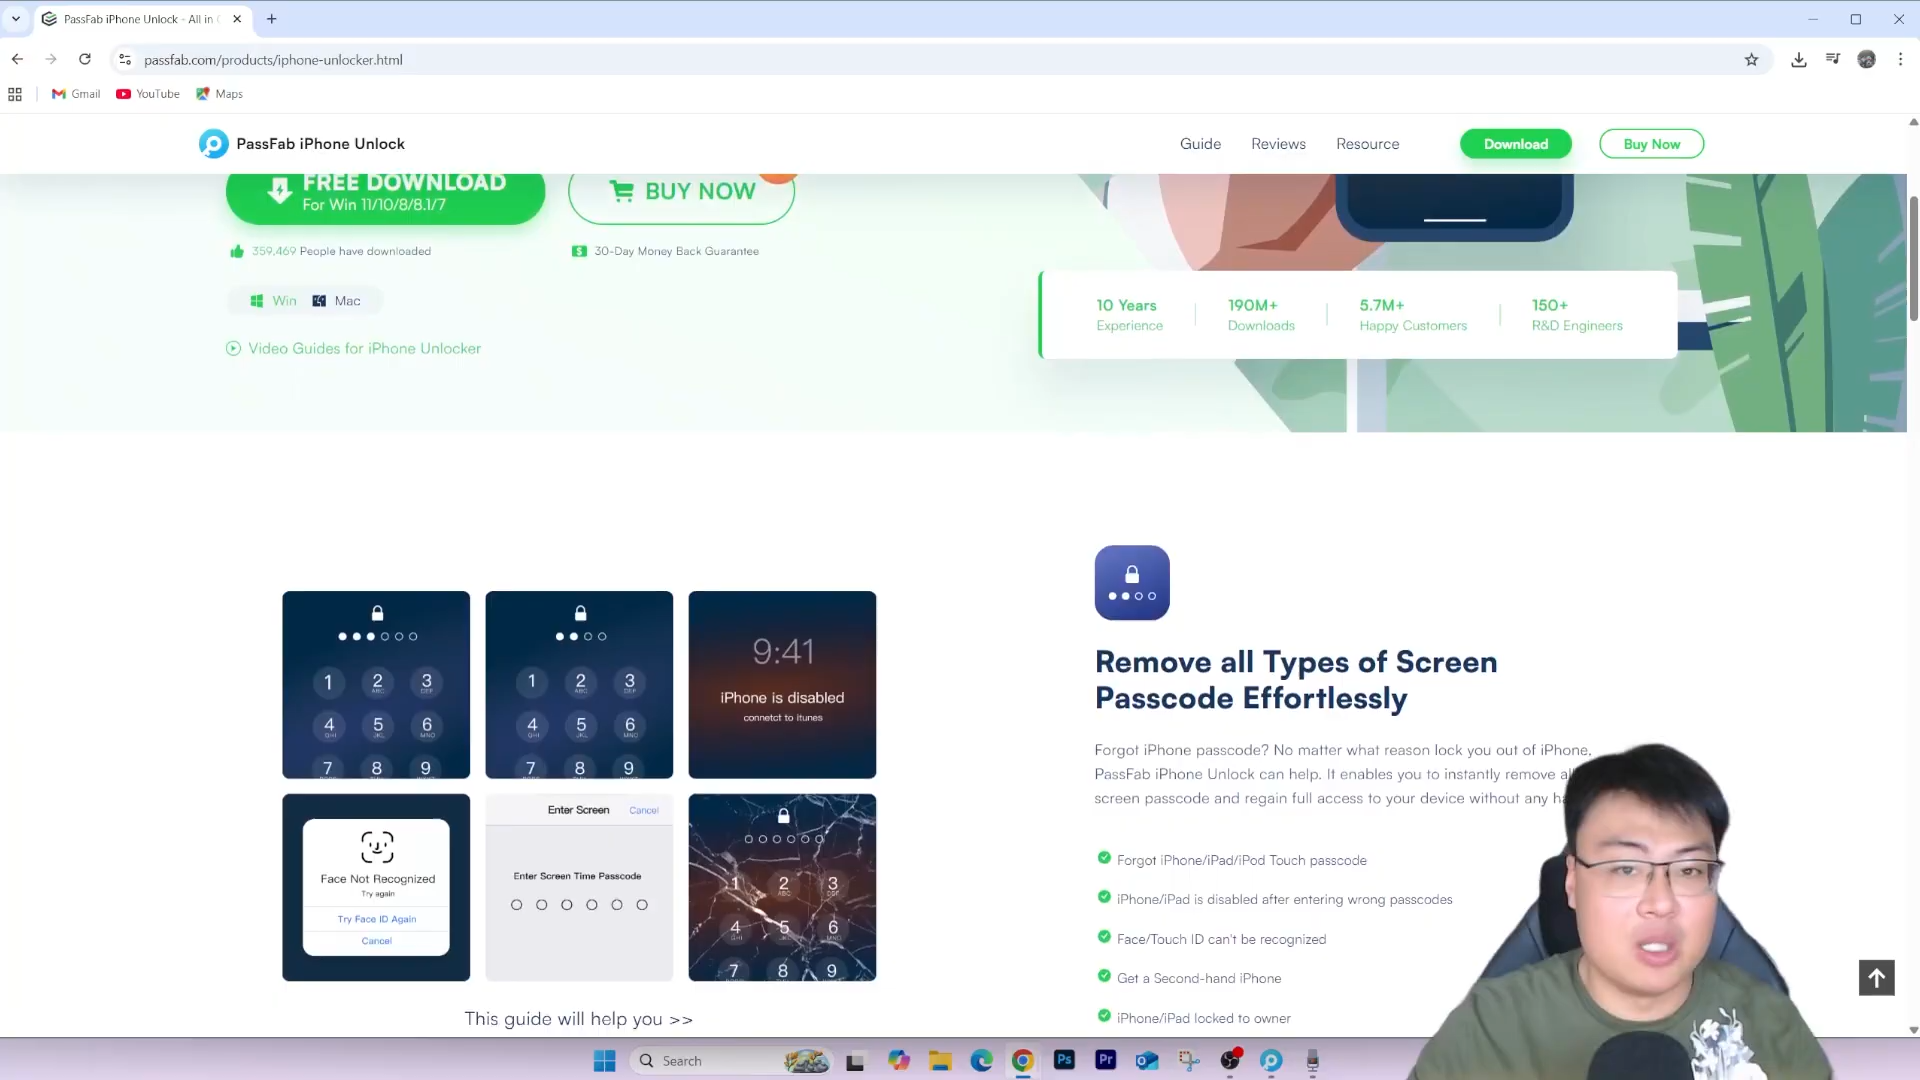 PassFab iPhone Unlock - All in
passfab.com/products/iphone-unlocker.html
Gmail
YouTube
Maps
PassFab iPhone Unlock
Guide
Reviews
Resource
Download
Buy Now
FREE DOWNLOAD
For Win 11/10/8/8.1/7
BUY NOW
359,469 People have downloaded
30-Day Money Back Guarantee
Win
Mac
Video Guides for iPhone Unlocker
10 Years
Experience
190M+
Downloads
5.7M+
Happy Customers
150+
R&D Engineers
1 2 3
4 5 6
7 8 9
1 2 3
4 5 6
7 8 9
9:41
iPhone is disabled
connetct to itunes
Face Not Recognized
Try again
Try Face ID Again
Cancel
Enter Screen
Cancel
Enter Screen Time Passcode
1 2 3
4 5 6
7 8 9
This guide will help you >>
Remove all Types of Screen
Passcode Effortlessly
Forgot iPhone passcode? No matter what reason lock you out of iPhone,
PassFab iPhone Unlock can help. It enables you to instantly remove
screen passcode and regain full access to your device without any
Forgot iPhone/iPad/iPod Touch passcode
iPhone/iPad is disabled after entering wrong passcodes
Face/Touch ID can't be recognized
Get a Second-hand iPhone
iPhone/iPad locked to owner
Search
Ps
Pr